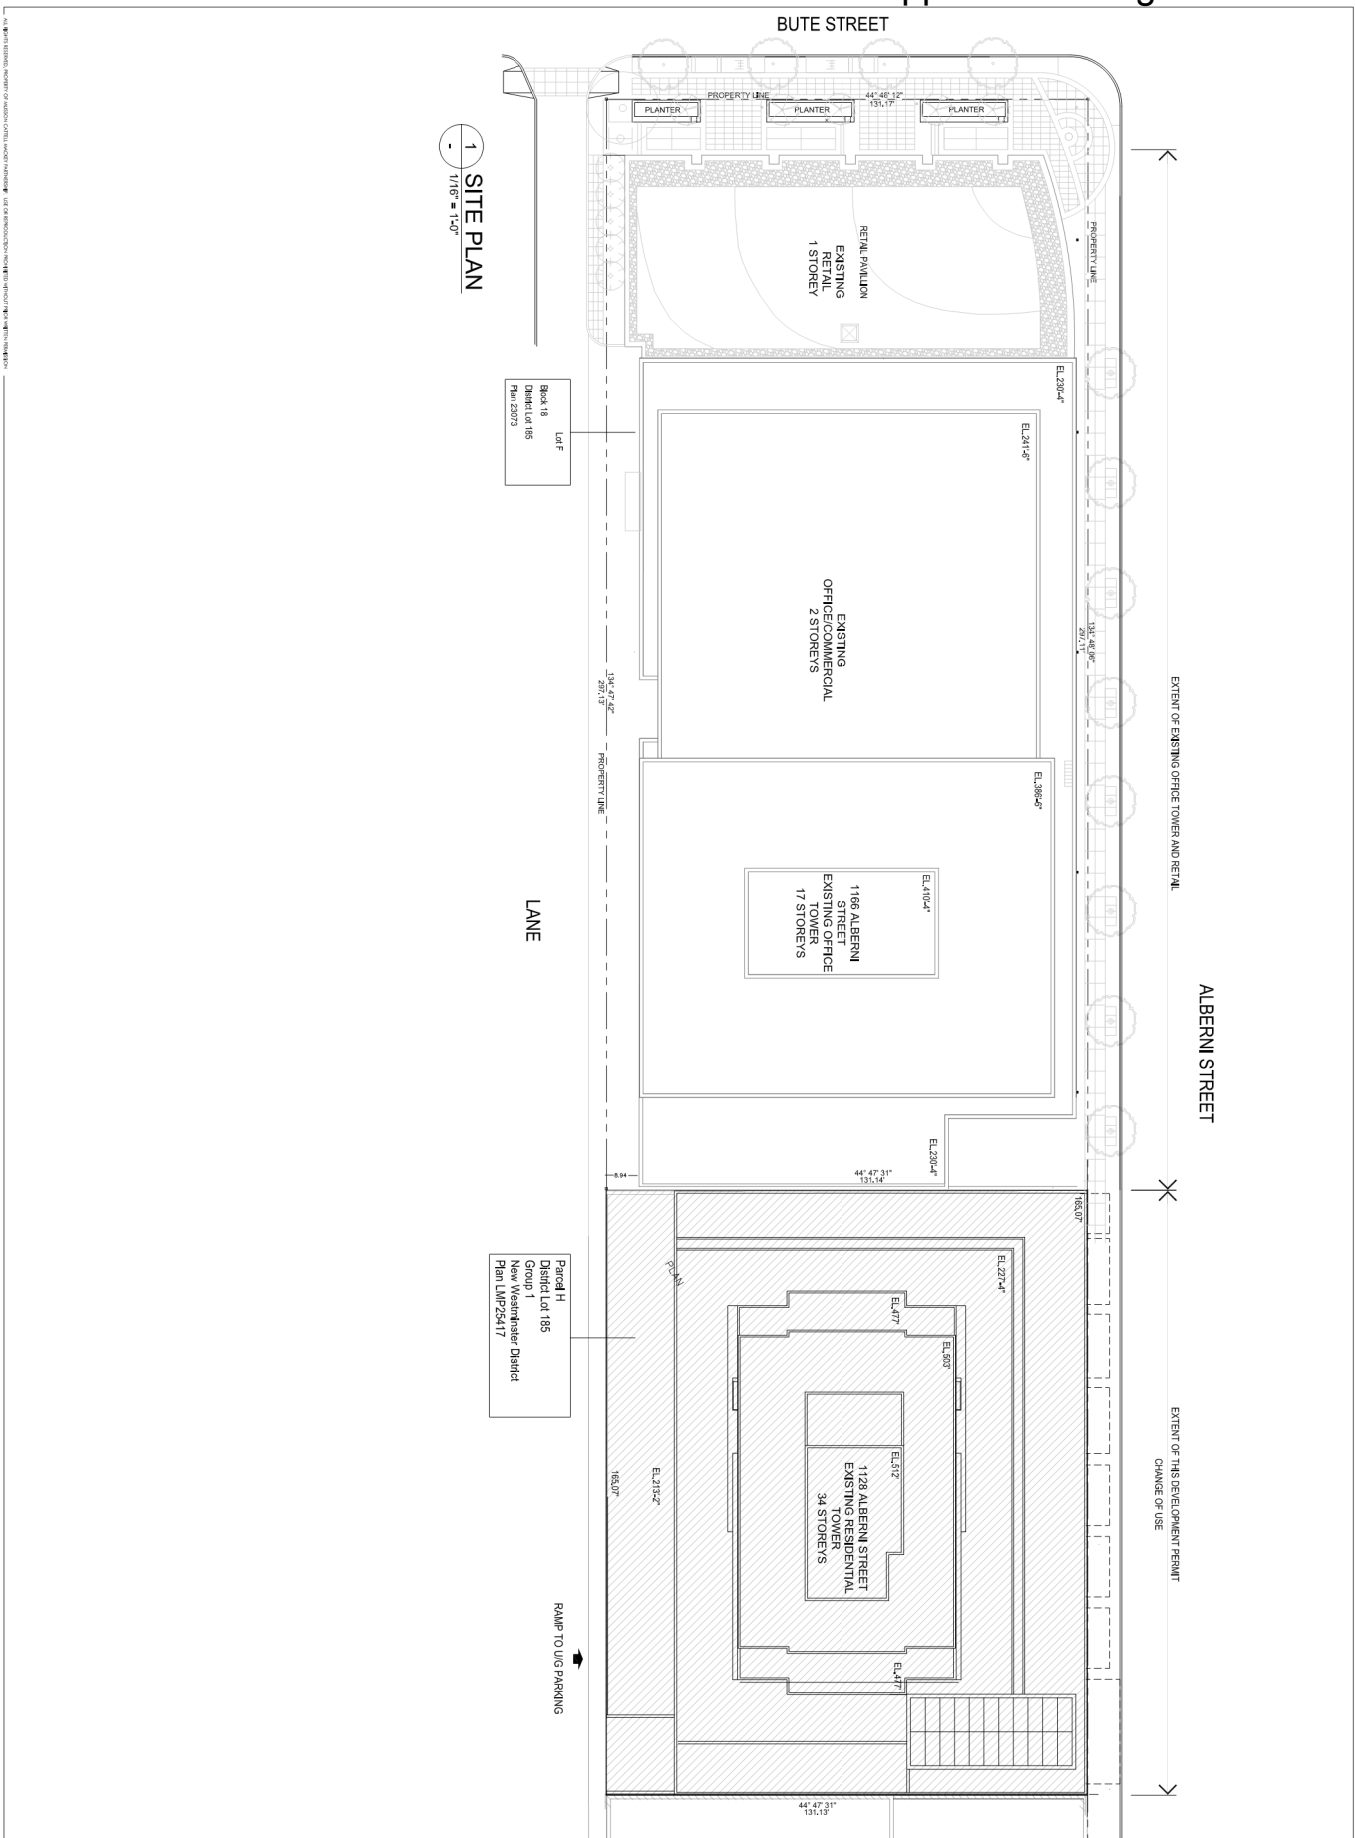 BUTE STREET
PROPERTY LINE
44° 48' 12"
131.17'
PLANTER
PLANTER
PLANTER
1
-
SITE PLAN
1/16" = 1'-0"
PROPERTY LINE
RETAIL PAVILLION
EXISTING
RETAIL
1 STOREY
EL.230'-4"
EL.241'-6"
Lot F
Block 18
District Lot 185
Plan 23073
EXISTING
OFFICE/COMMERCIAL
2 STOREYS
134° 48' 06"
297.11'
134° 47' 42"
297.13'
PROPERTY LINE
EXTENT OF EXISTING OFFICE TOWER AND RETAIL
EL.386'-6"
EL.410'-4"
1166 ALBERNI
STREET
EXISTING OFFICE
TOWER
17 STOREYS
LANE
ALBERNI STREET
EL.230'-4"
44° 47' 31"
131.14'
8.94
165.07'
EL.227'-4"
PLAN
Parcel H
District Lot 185
Group 1
New Westminster District
Plan LMP25417
EL.477'
EL.503'
EL.512'
1128 ALBERNI STREET
EXISTING RESIDENTIAL
TOWER
34 STOREYS
EL.213'-2"
165.07'
EXTENT OF THIS DEVELOPMENT PERMIT
CHANGE OF USE
EL.477'
RAMP TO U/G PARKING
44° 47' 31"
131.13'